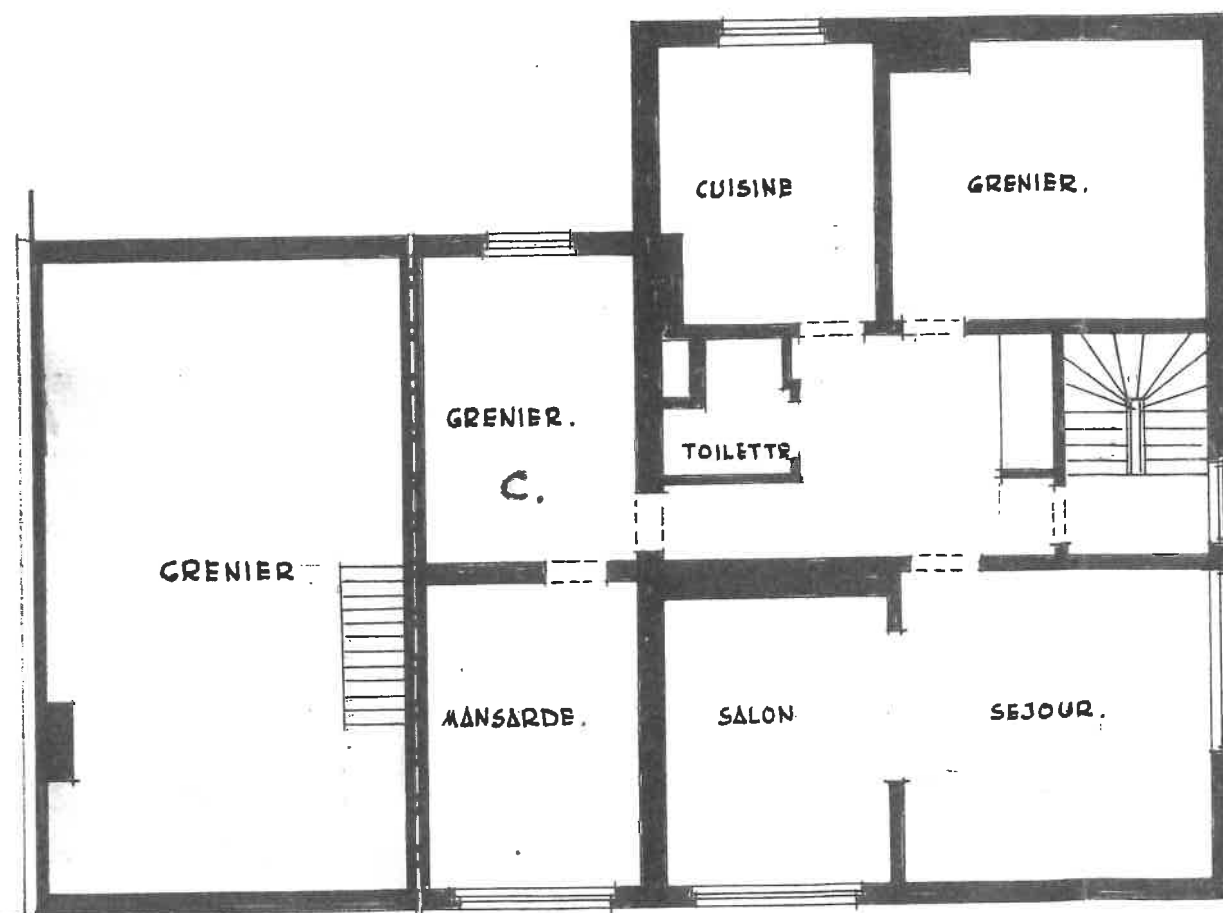 CUISINE
GRENIER.
GRENIER.
C.
TOILETTE
GRENIER
MANSARDE.
SALON
SEJOUR.